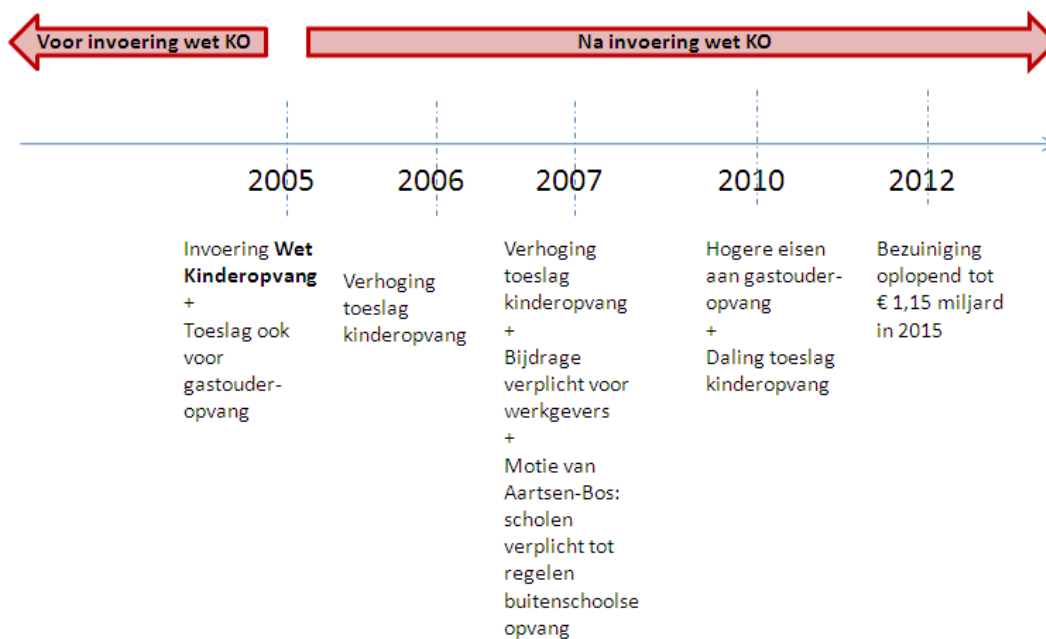 Voor invoering wet KO
Na invoering wet KO
2005
2006
2007
2010
2012
Invoering Wet
Kinderopvang
+
Toeslag ook
voor
gastouder-
opvang
Verhoging
toeslag
kinderopvang
Verhoging
toeslag
kinderopvang
+
Bijdrage
verplicht voor
werkgevers
+
Motie van
Aartsen-Bos:
scholen
verplicht tot
regelen
buitenschoolse
opvang
Hogere eisen
aan gastouder-
opvang
+
Daling toeslag
kinderopvang
Bezuiniging
oplopend tot
€ 1,15 miljard
in 2015